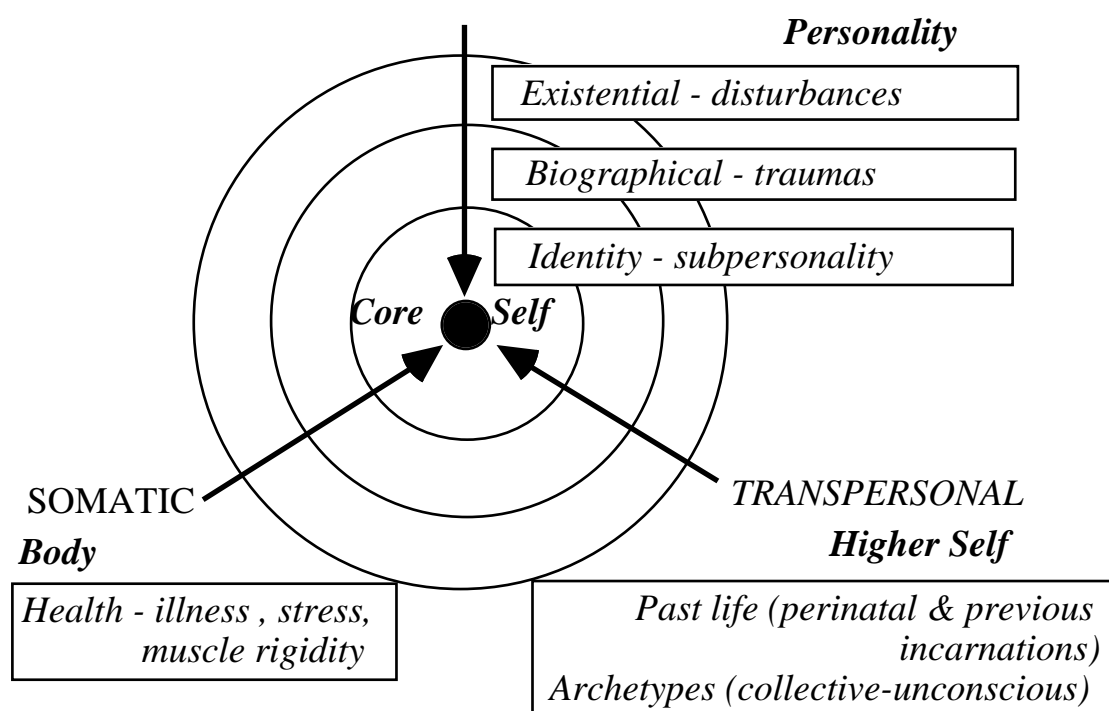 Personality
Existential - disturbances
Biographical - traumas
Identity - subpersonality
Core Self
SOMATIC
Body
Health - illness , stress,
muscle rigidity
TRANSPERSONAL
Higher Self
Past life (perinatal & previous
incarnations)
Archetypes (collective-unconscious)